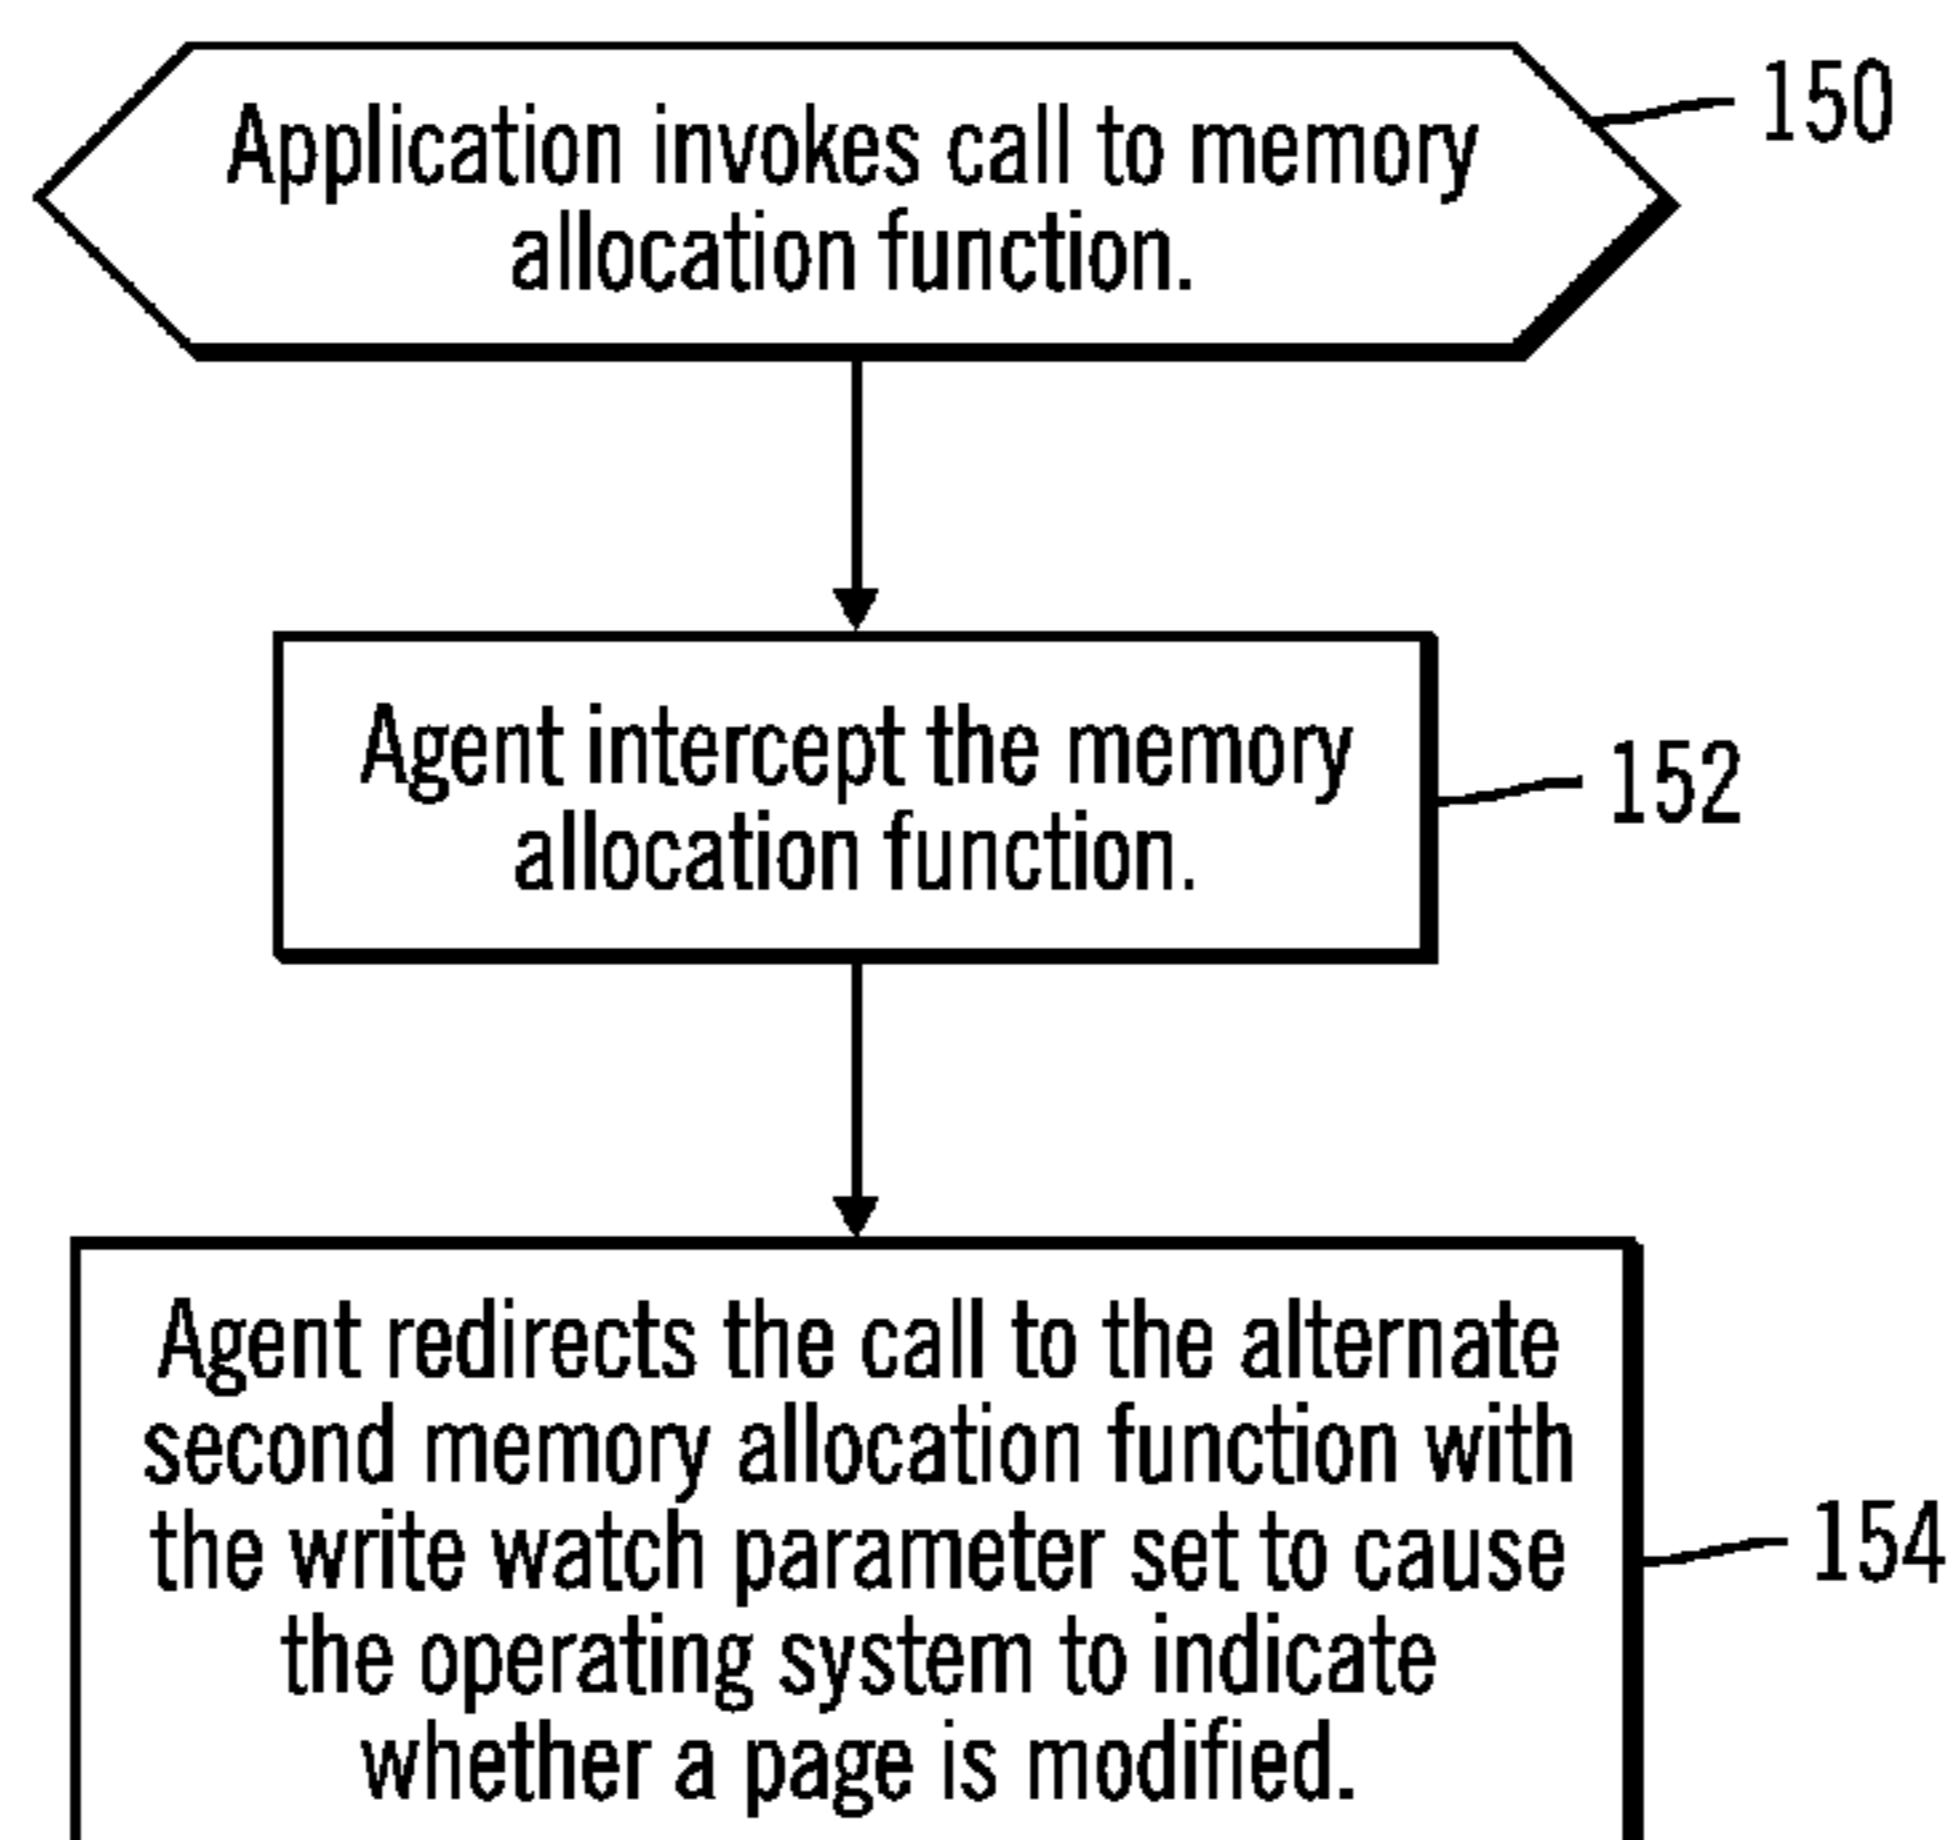 Application invokes call to memory
allocation function.
150
Agent intercept the memory
allocation function.
152
Agent redirects the call to the alternate
second memory allocation function with
the write watch parameter set to cause
the operating system to indicate
whether a page is modified.
154